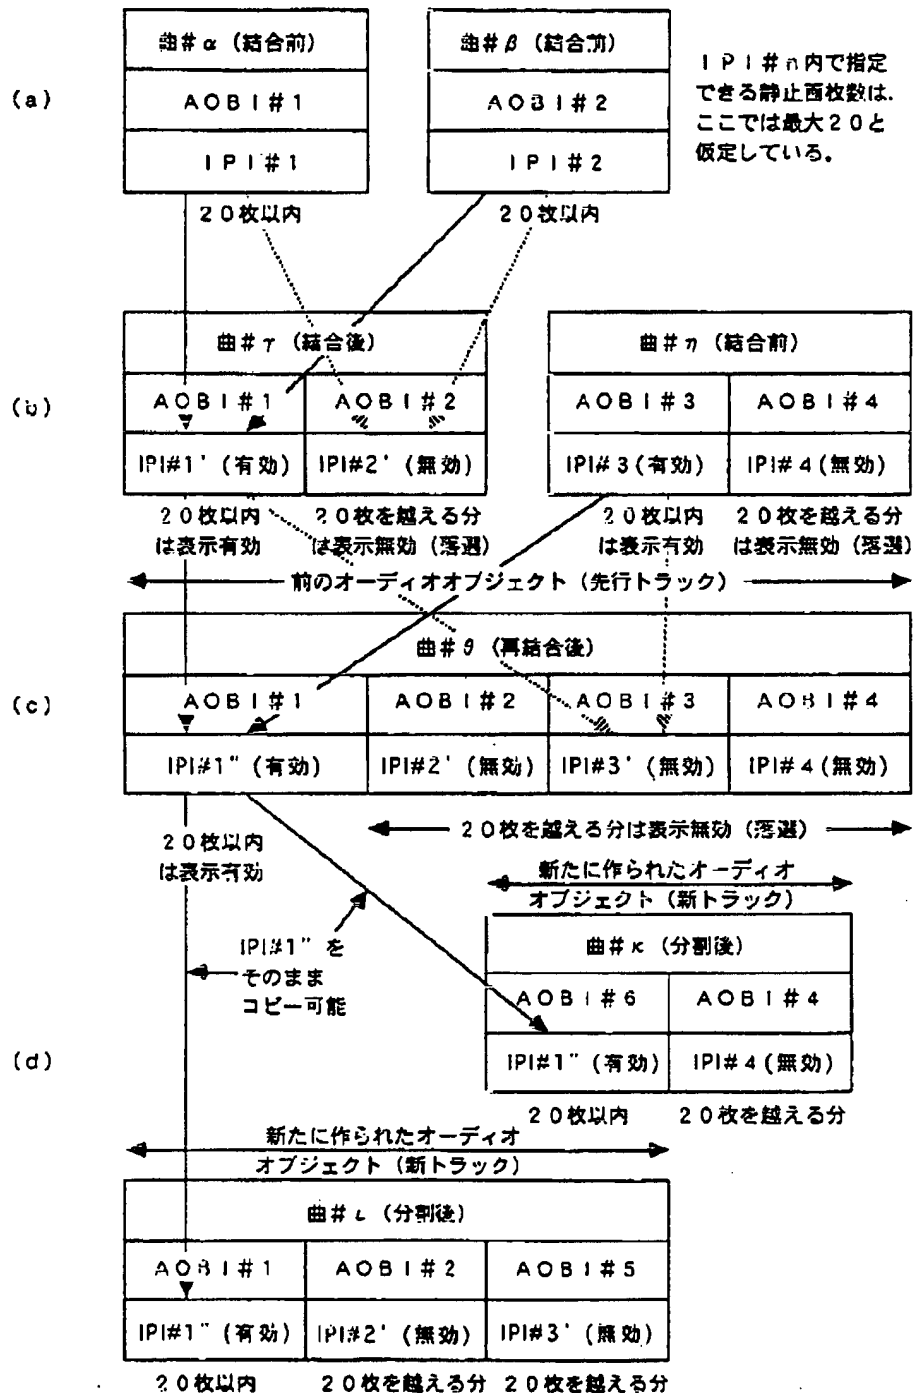 (a)
曲#α (結合前)
AOBI#1
IPI#1
20枚以内
曲#β (結合前)
AOBI#2
IPI#2
20枚以内
IPI#n内で指定
できる静止画枚数は、
ここでは最大20と
仮定している。
(b)
曲#γ (結合後)
AOBI#1
AOBI#2
IPI#1' (有効)
IPI#2' (無効)
20枚以内
は表示有効
20枚を越える分
は表示無効 (落選)
曲#η (結合前)
AOBI#3
AOBI#4
IPI#3(有効)
IPI#4(無効)
20枚以内
は表示有効
20枚を越える分
は表示無効 (落選)
前のオーディオオブジェクト (先行トラック)
(c)
曲#θ (再結合後)
AOBI#1
AOBI#2
AOBI#3
AOBI#4
IPI#1" (有効)
IPI#2' (無効)
IPI#3' (無効)
IPI#4(無効)
20枚以内
は表示有効
20枚を越える分は表示無効 (落選)
IPI#1" を
そのまま
コピー可能
(d)
新たに作られたオーディオ
オブジェクト (新トラック)
曲#κ (分割後)
AOBI#6
AOBI#4
IPI#1" (有効)
IPI#4(無効)
20枚以内
20枚を越える分
新たに作られたオーディオ
オブジェクト (新トラック)
曲#ι (分割後)
AOBI#1
AOBI#2
AOBI#5
IPI#1" (有効)
IPI#2' (無効)
IPI#3' (無効)
20枚以内
20枚を越える分
20枚を越える分